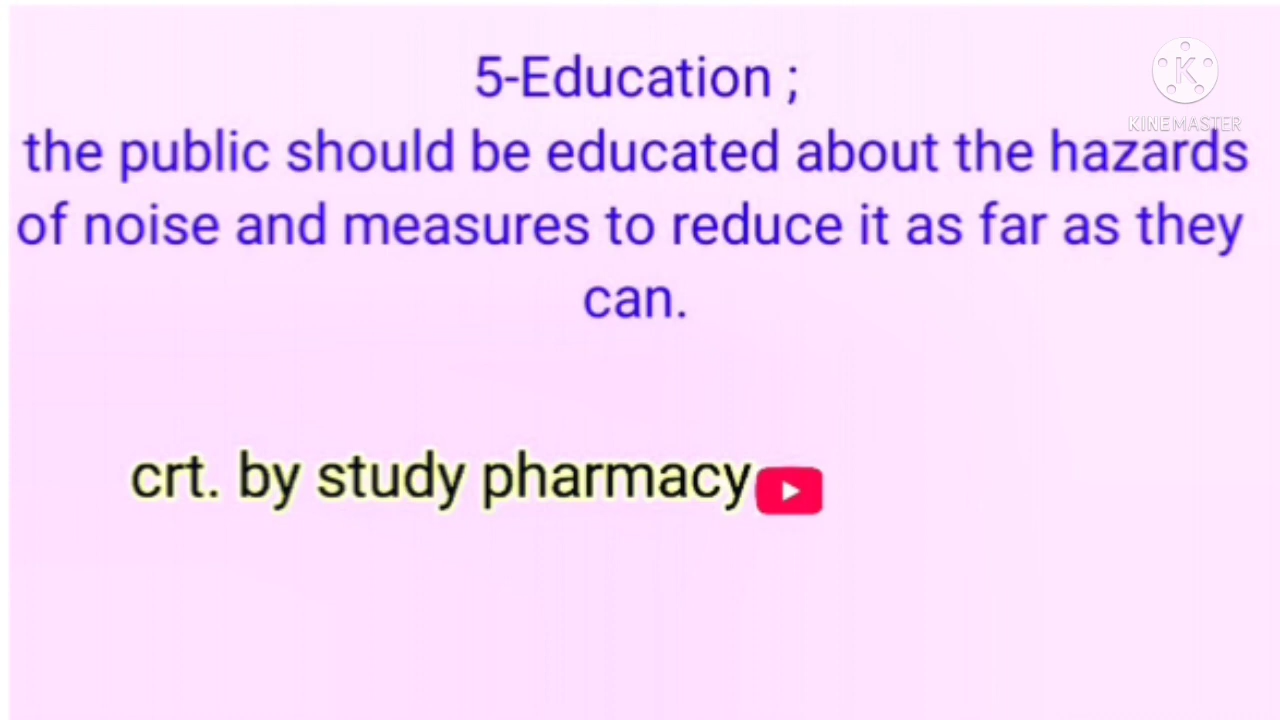 5-Education ;
K
KINEMASTER
the public should be educated about the hazards
of noise and measures to reduce it as far as they
can.
crt. by study pharmacy